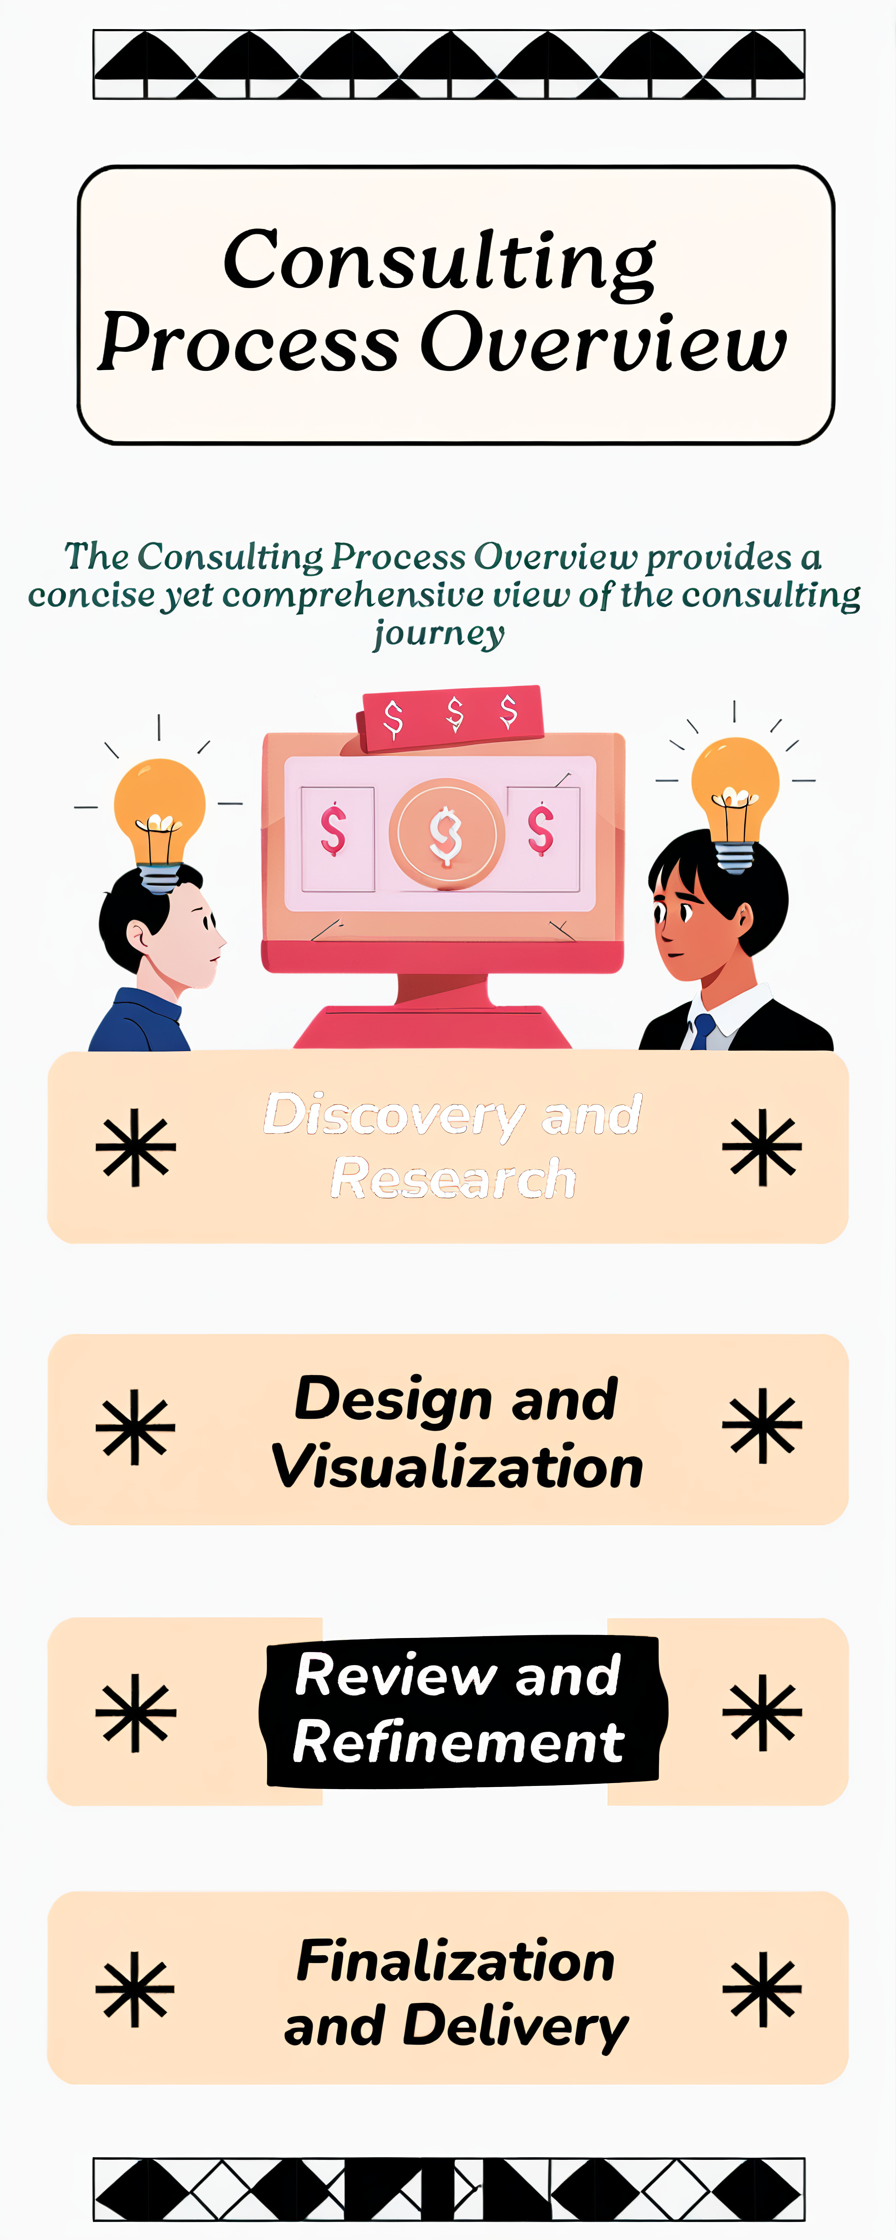 Consulting
Process Overview
The Consulting Process Overview provides a
concise yet comprehensive view of the consulting
journey
$ $ $
$ $ $
Discovery and
Research
Design and
Visualization
Review and
Refinement
Finalization
and Delivery